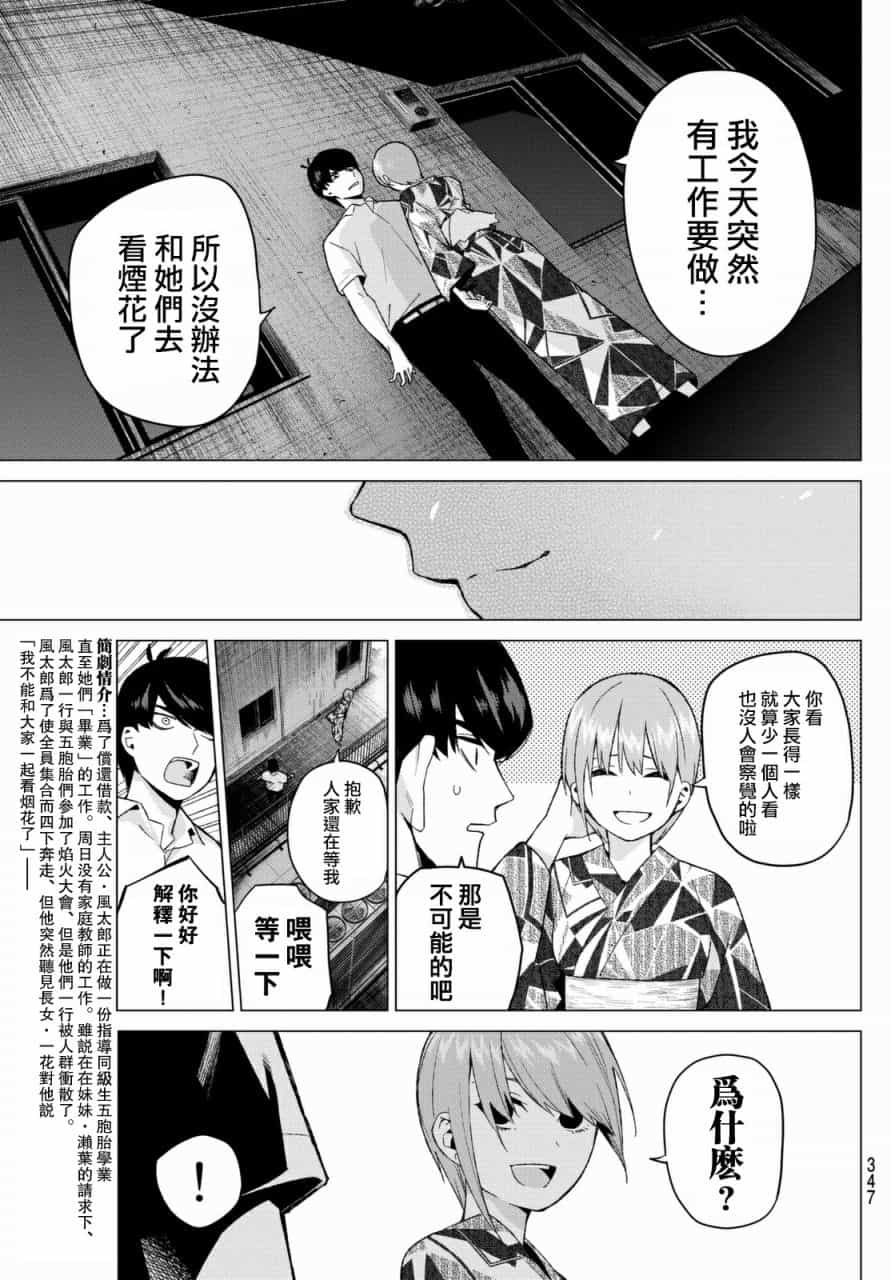 我今天突然
有工作要做…
所以沒辦法
和她們去
看煙花了
你看
大家長得一樣
就算少一個人看
也沒人會察覺的啦
那是
不可能的吧
抱歉
人家還在等我
喂喂
等一下
你好好
解釋一下啊！
簡劇情介…爲了償還借款、主人公·風太郎正在做一份指導同級生五胞胎學業
直至她們「畢業」的工作。周日没有家庭教師的工作。雖説在在妹妹·瀨葉的請求下、
風太郎一行與五胞胎們參加了焰火大會、但是他們一行被人群衝散了。
風太郎爲了使全員集合而四下奔走、但他突然聽見長女·一花對他説
「我不能和大家一起看烟花了」——
爲什麽？
！
347